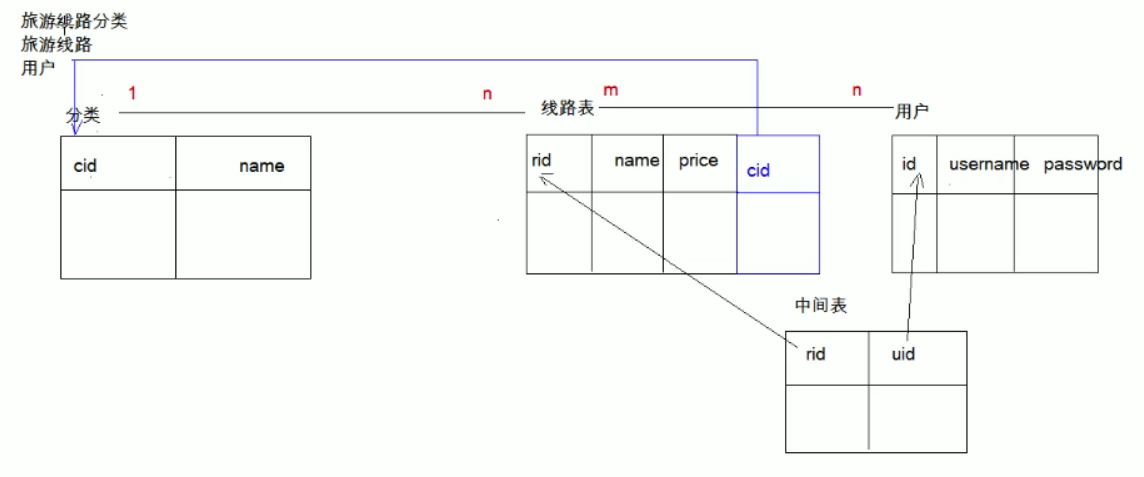 旅游线路分类
旅游线路
用户
1 n m n
分类 线路表 用户
cid name rid name price cid id username password
中间表
rid uid